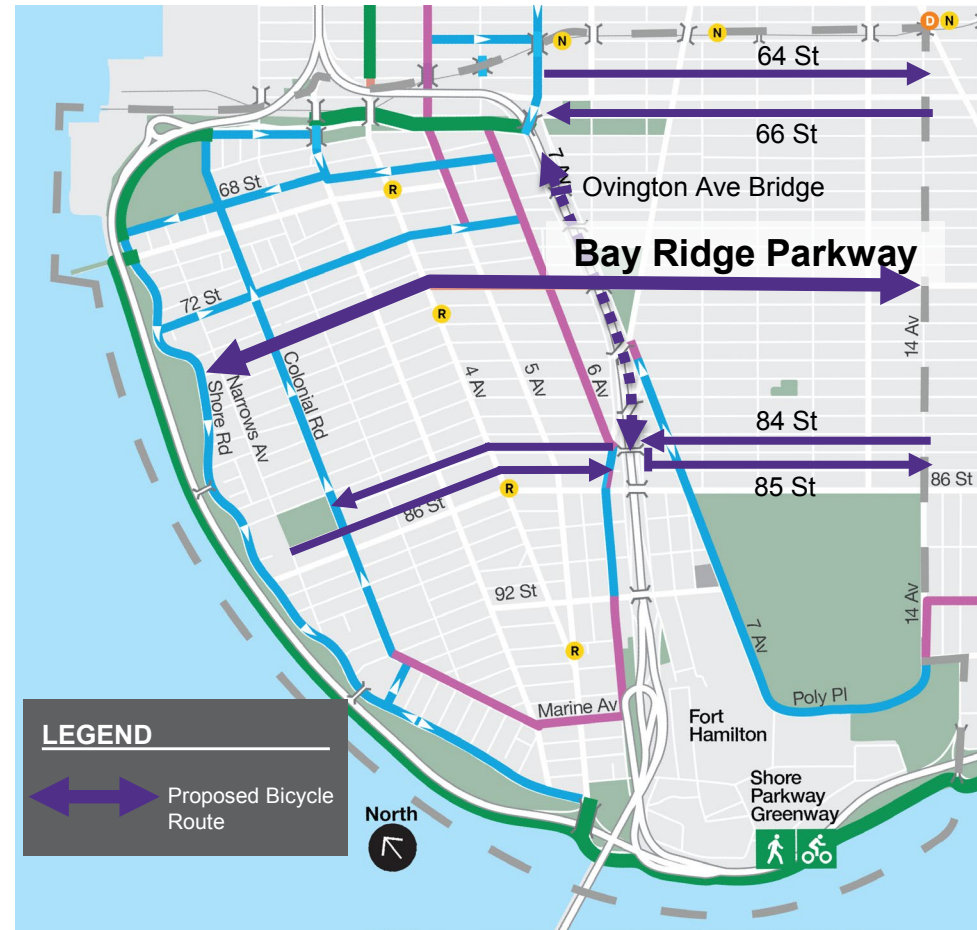 D
N
N
N
64 St
66 St
7
Ovington Ave Bridge
68 St
R
Bay Ridge Parkway
72 St
R
14 Av
Colonial Rd
4 Av
5 Av
6 Av
Narrows Av
Shore Rd
84 St
85 St
86 St
R
86 St
92 St
14 Av
7 Av
R
Poly Pl
Marine Av
Fort
Hamilton
LEGEND
Proposed Bicycle
Route
North
Shore
Parkway
Greenway